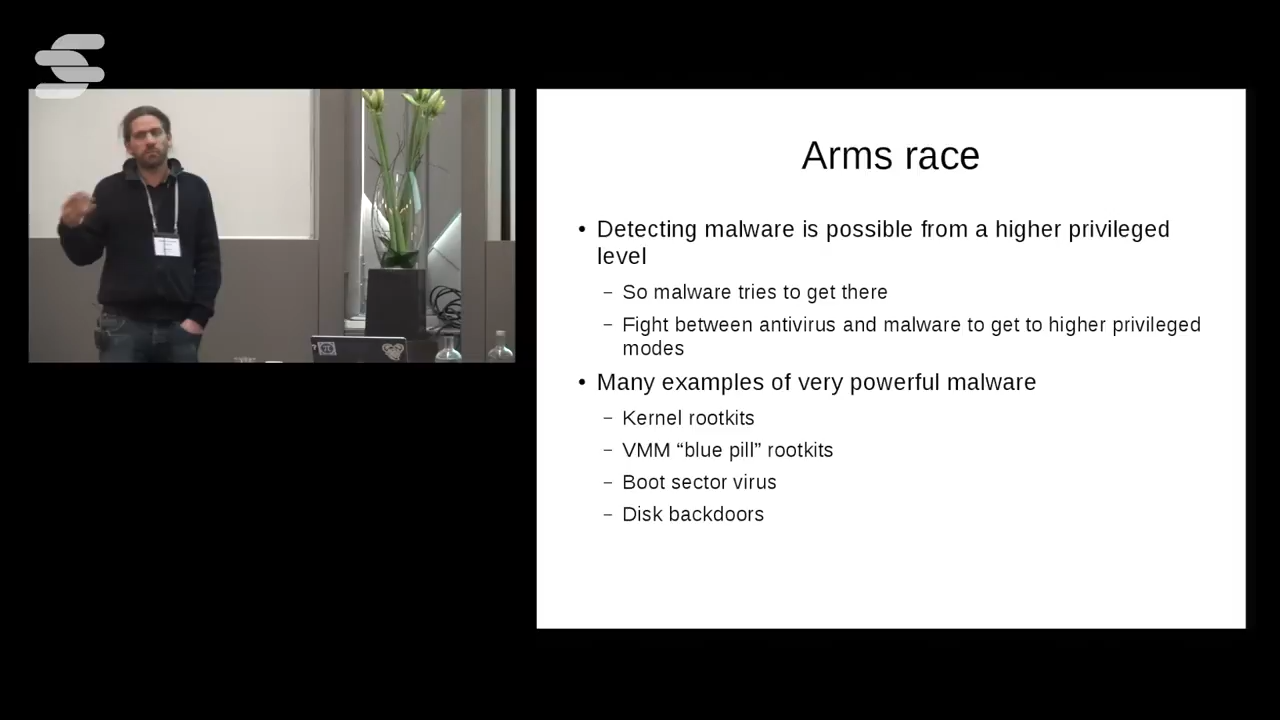 Arms race
• Detecting malware is possible from a higher privileged
level
– So malware tries to get there
– Fight between antivirus and malware to get to higher privileged
modes
• Many examples of very powerful malware
– Kernel rootkits
– VMM “blue pill” rootkits
– Boot sector virus
– Disk backdoors